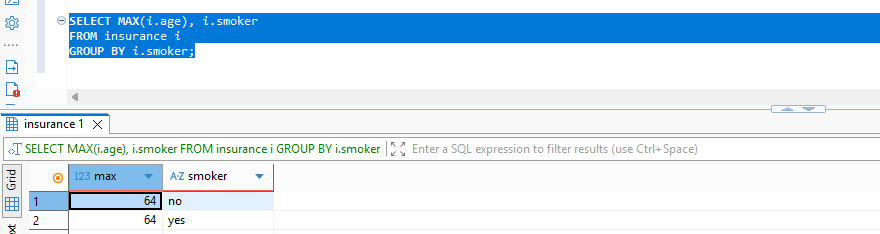 SELECT MAX(i.age), i.smoker
FROM insurance i
GROUP BY i.smoker;
insurance 1
SELECT MAX(i.age), i.smoker FROM insurance i GROUP BY i.smoker Enter a SQL expression to filter results (use Ctrl+Space)
Grid
123 max A-Z smoker
1 64 no
2 64 yes